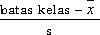 batas kelas – x̅
s